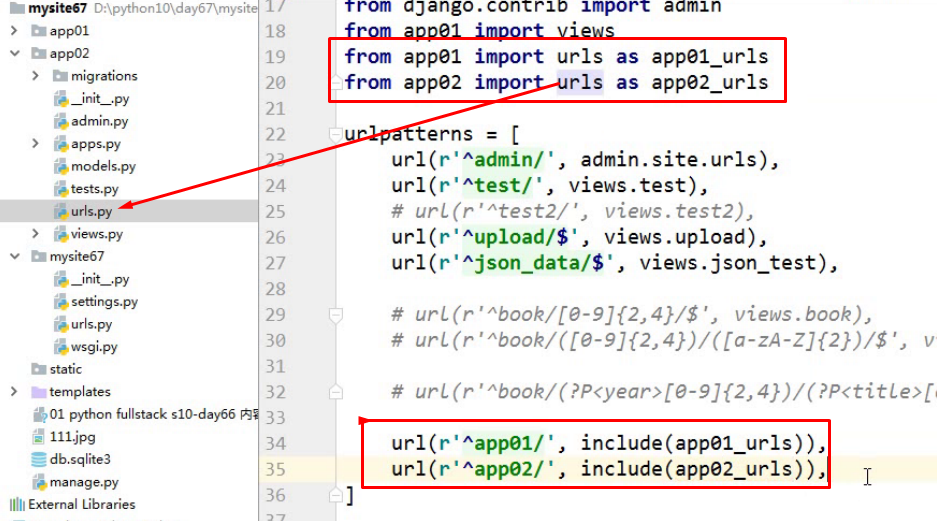 mysite67 D:\python10\day67\mysite
app01
app02
migrations
__init__.py
admin.py
apps.py
models.py
tests.py
urls.py
views.py
mysite67
__init__.py
settings.py
urls.py
wsgi.py
static
templates
01 python fullstack s10-day66 内容
111.jpg
db.sqlite3
manage.py
External Libraries
17 from django.contrib import admin
18 from app01 import views
19 from app01 import urls as app01_urls
20 from app02 import urls as app02_urls
21
22 urlpatterns = [
23 url(r'^admin/', admin.site.urls),
24 url(r'^test/', views.test),
25 # url(r'^test2/', views.test2),
26 url(r'^upload/$', views.upload),
27 url(r'^json_data/$', views.json_test),
28
29 # url(r'^book/[0-9]{2,4}/$', views.book),
30 # url(r'^book/([0-9]{2,4})/([a-zA-Z]{2})/$', v
31
32 # url(r'^book/(?P<year>[0-9]{2,4})/(?P<title>[
33
34 url(r'^app01/', include(app01_urls)),
35 url(r'^app02/', include(app02_urls)),
36 ]
37